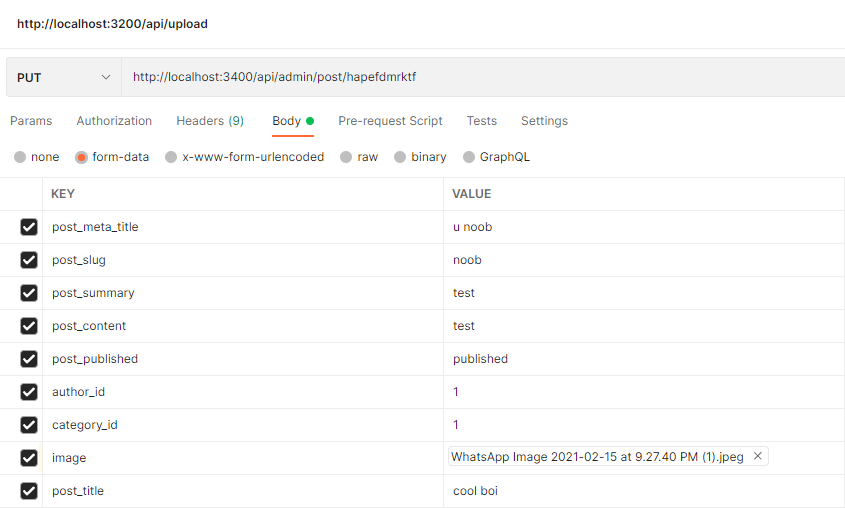 http://localhost:3200/api/upload
PUT http://localhost:3400/api/admin/post/hapefdmrktf
Params Authorization Headers (9) Body Pre-request Script Tests Settings
none form-data x-www-form-urlencoded raw binary GraphQL
KEY VALUE
post_meta_title u noob
post_slug noob
post_summary test
post_content test
post_published published
author_id 1
category_id 1
image WhatsApp Image 2021-02-15 at 9.27.40 PM (1).jpeg
post_title cool boi